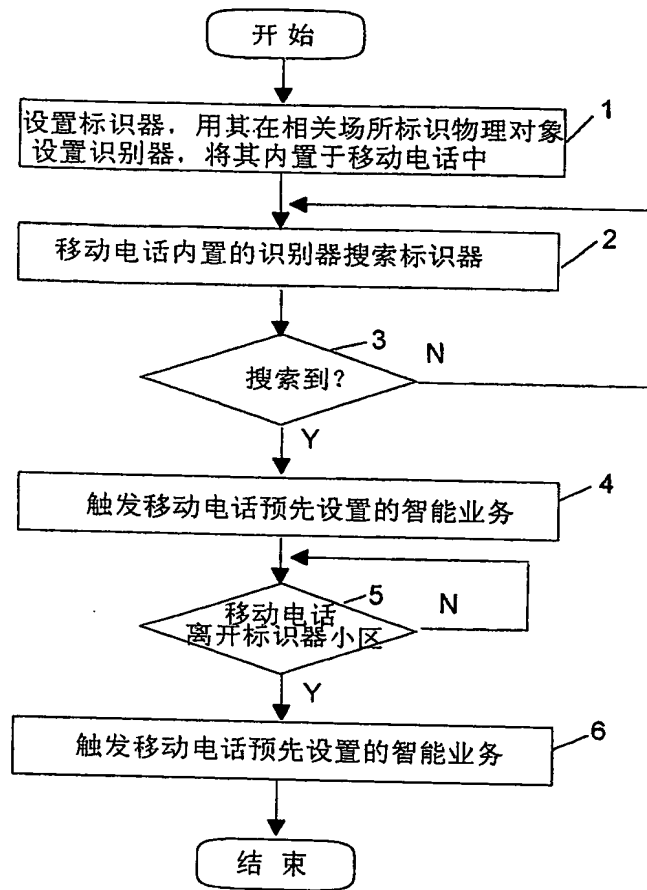 开 始
1
设置标识器，用其在相关场所标识物理对象
设置识别器，将其内置于移动电话中
移动电话内置的识别器搜索标识器
2
3
N
搜索到？
Y
4
触发移动电话预先设置的智能业务
5
移动电话
N
离开标识器小区
Y
6
触发移动电话预先设置的智能业务
结 束